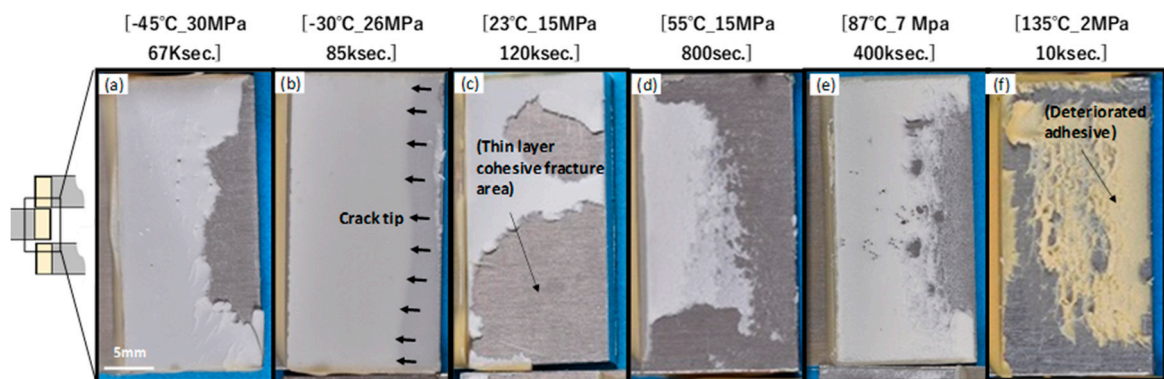 [-45°C_30MPa
67Ksec.]
[-30°C_26MPa
85ksec.]
[23°C_15MPa
120ksec.]
[55°C_15MPa
800sec.]
[87°C_7 Mpa
400ksec.]
[135°C_2MPa
10ksec.]
(a)
(b)
(c)
(d)
(e)
(f)
(Thin layer
cohesive fracture
area)
(Deteriorated
adhesive)
Crack tip
5mm